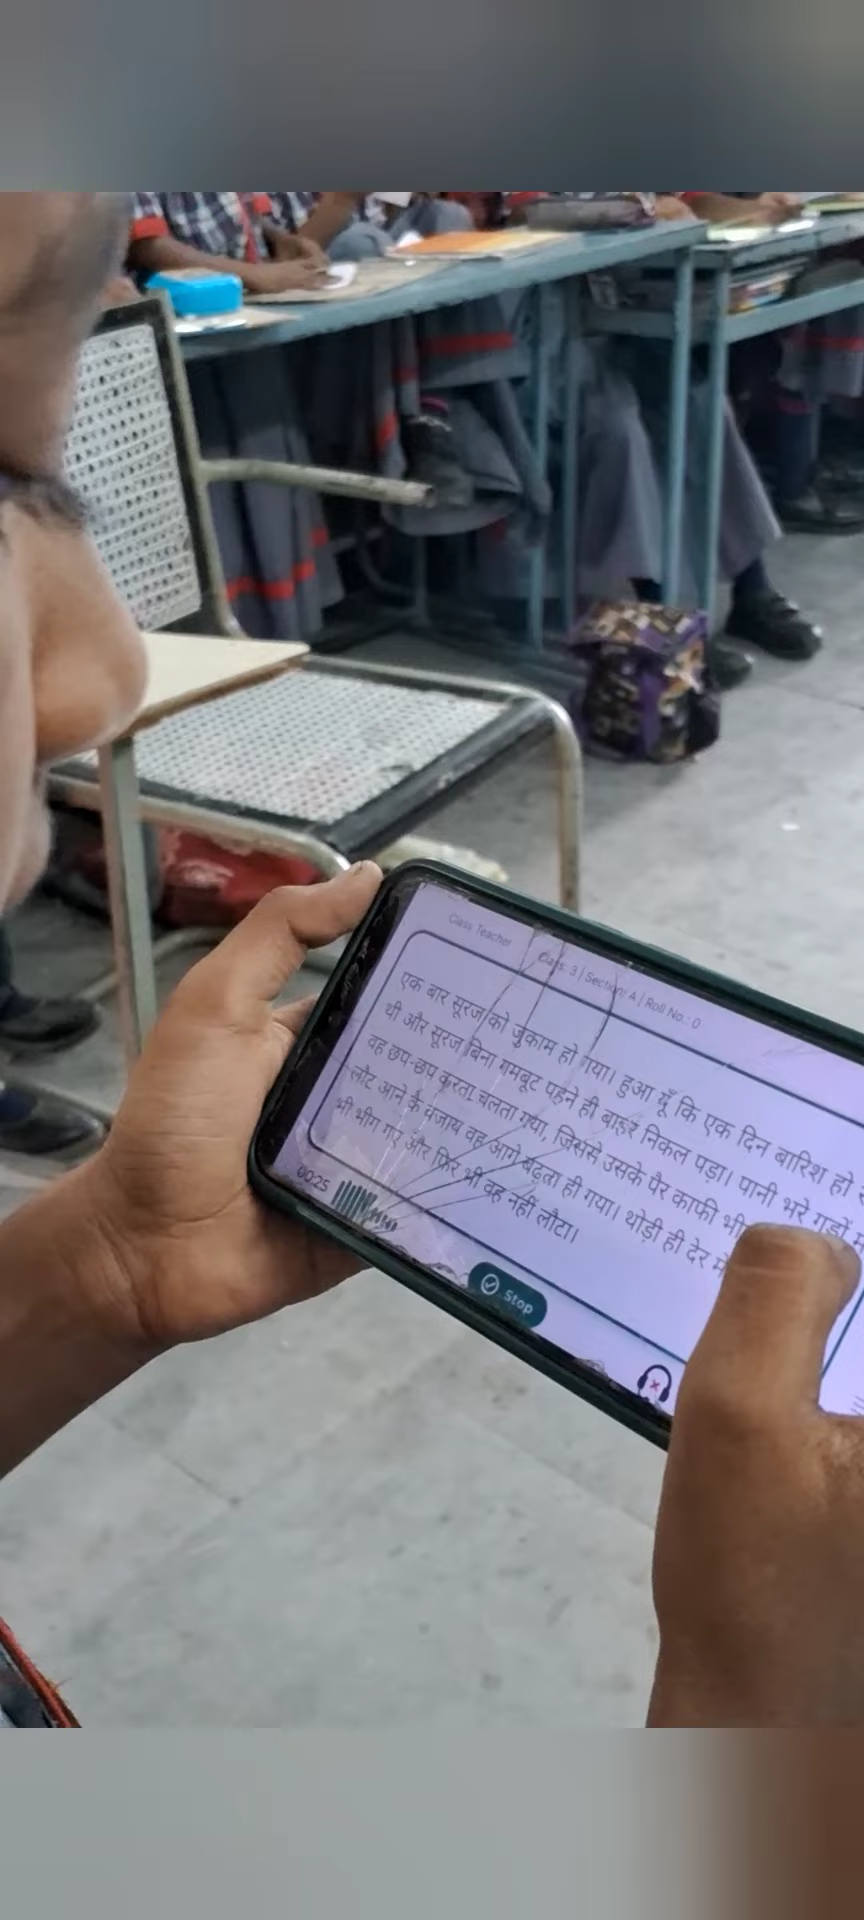 Class Teacher
Class: 3 | Section: A | Roll No.: 0
एक बार सूरज को जुकाम हो गया। हुआ यूँ कि एक दिन बारिश हो
थी और सूरज बिना गमबूट पहने ही बाहर निकल पड़ा। पानी भरे गड्ढों
वह छप-छप करता चलता गया, जिससे उसके पैर काफी
लौट आने के बजाय वह आगे बढ़ता ही गया। थोड़ी ही देर में
भी भीग गए और फिर भी वह नहीं लौटा।
00:25
Stop